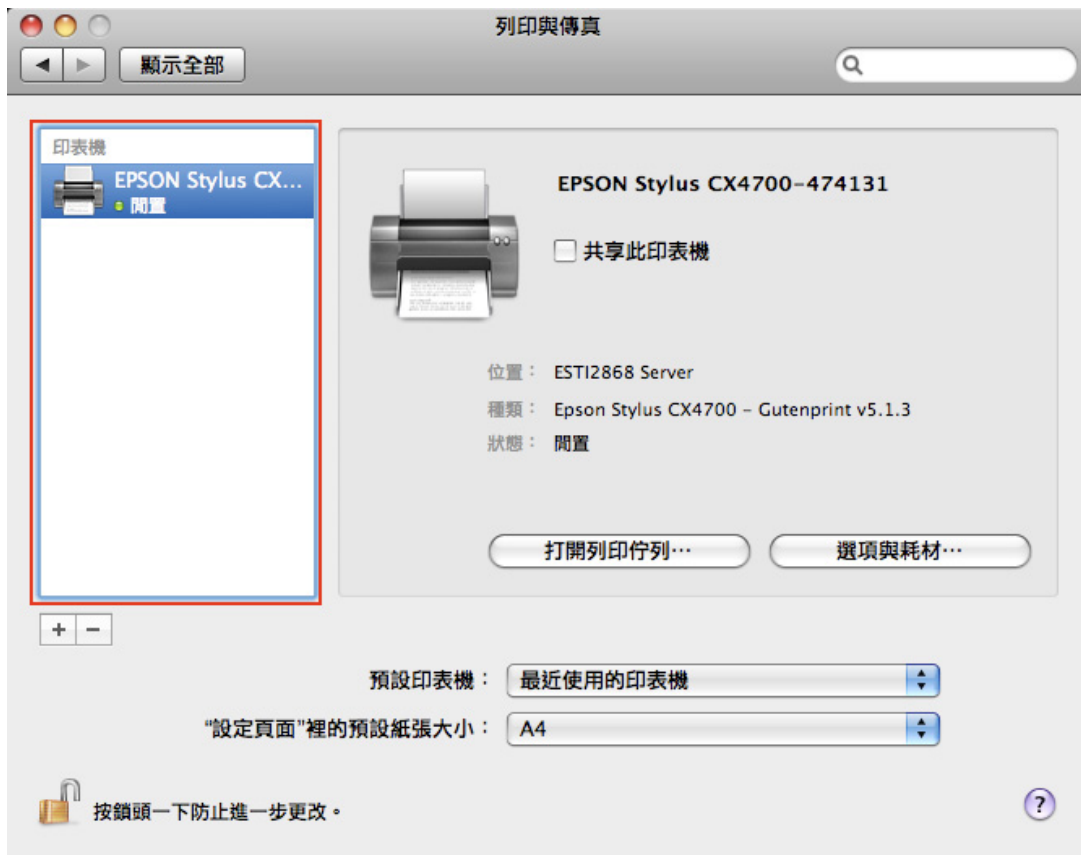 列印與傳真
顯示全部
印表機
EPSON Stylus CX...
閒置
EPSON Stylus CX4700-474131
共享此印表機
位置： ESTI2868 Server
種類： Epson Stylus CX4700 – Gutenprint v5.1.3
狀態： 閒置
打開列印佇列⋯
選項與耗材⋯
預設印表機： 最近使用的印表機
“設定頁面”裡的預設紙張大小： A4
按鎖頭一下防止進一步更改。
?